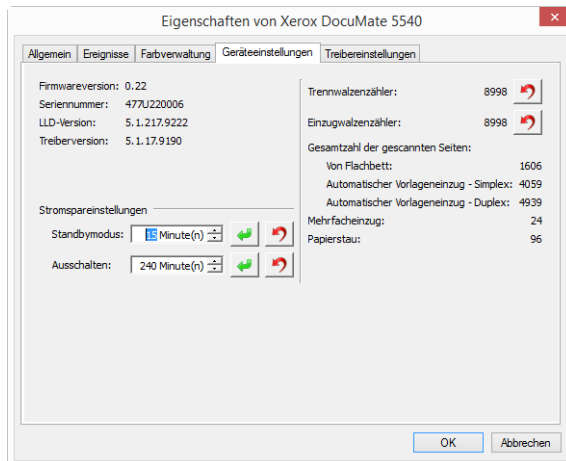 Eigenschaften von Xerox DocuMate 5540
Allgemein Ereignisse Farbverwaltung Geräteeinstellungen Treibereinstellungen
Firmwareversion: 0.22
Seriennummer: 477U220006
LLD-Version: 5.1.217.9222
Treiberversion: 5.1.17.9190
Stromspareinstellungen
Standbymodus: 15 Minute(n)
Ausschalten: 240 Minute(n)
Trennwalzenzähler: 8998
Einzugwalzenzähler: 8998
Gesamtzahl der gescannten Seiten:
Von Flachbett: 1606
Automatischer Vorlageneinzug - Simplex: 4059
Automatischer Vorlageneinzug - Duplex: 4939
Mehrfacheinzug: 24
Papierstau: 96
OK Abbrechen